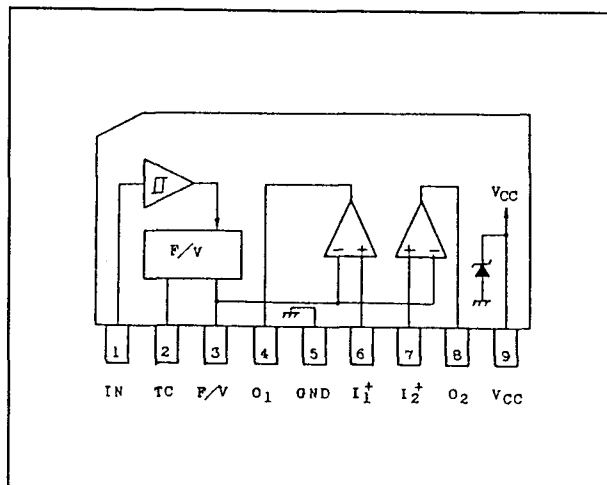 VCC
F/V
- +
+ -
1 2 3 4 5 6 7 8 9
IN TC F/V O1 GND I1+ I2+ O2 VCC